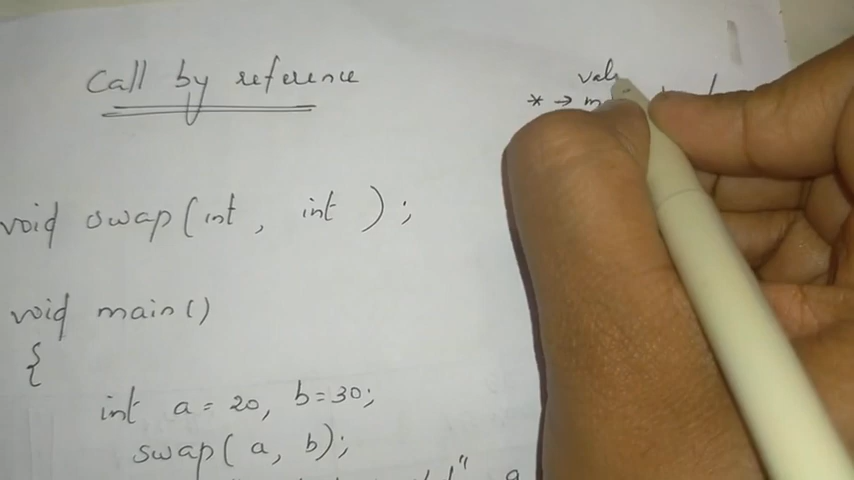 Call by reference
* →
void swap(int, int);
void main()
{
int a = 20, b = 30;
swap(a, b);